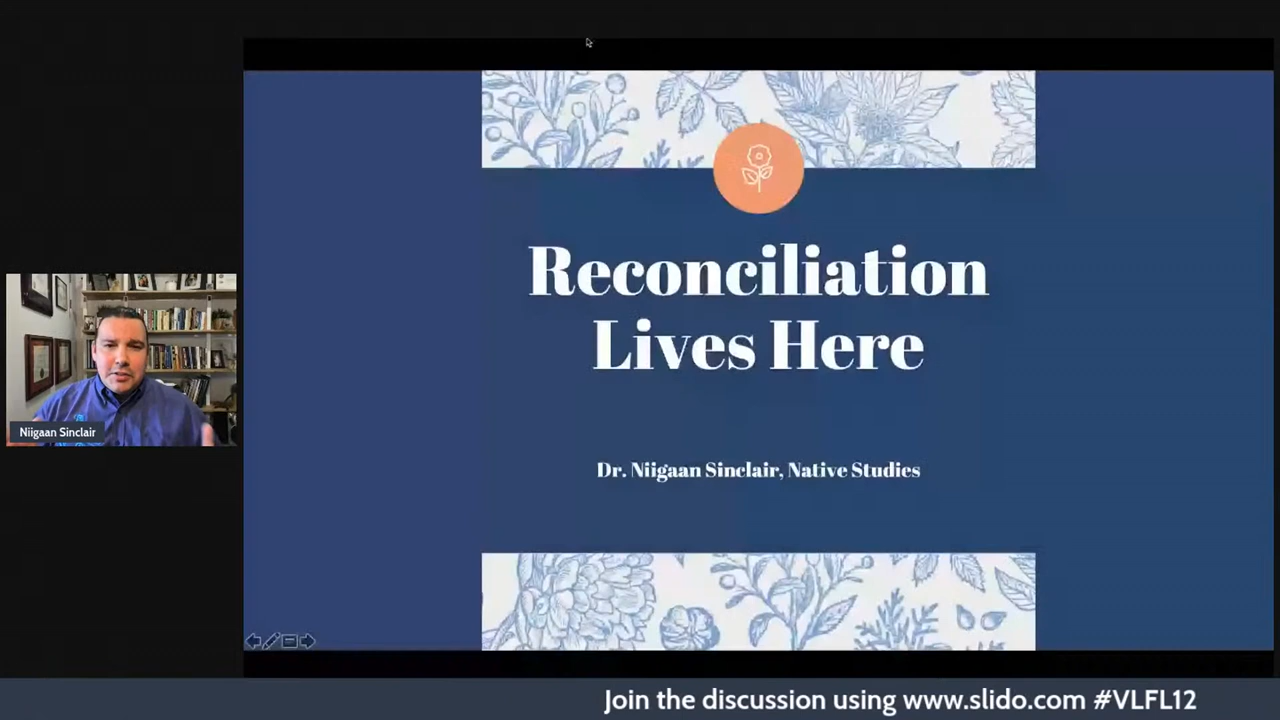 Reconciliation
Lives Here
Dr. Niigaan Sinclair, Native Studies
Niigaan Sinclair
Join the discussion using www.slido.com #VLFL12